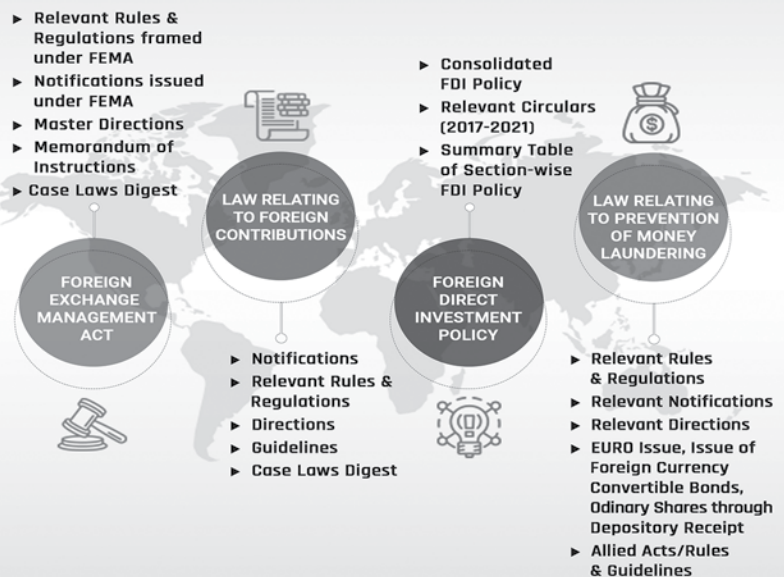 ► Relevant Rules &
Regulations framed
under FEMA
► Notifications issued
under FEMA
► Master Directions
► Memorandum of
Instructions
► Case Laws Digest
FOREIGN
EXCHANGE
MANAGEMENT
ACT
LAW RELATING
TO FOREIGN
CONTRIBUTIONS
► Notifications
► Relevant Rules &
Regulations
► Directions
► Guidelines
► Case Laws Digest
► Consolidated
FDI Policy
► Relevant Circulars
(2017-2021)
► Summary Table
of Section-wise
FDI Policy
FOREIGN
DIRECT
INVESTMENT
POLICY
$
LAW RELATING
TO PREVENTION
OF MONEY
LAUNDERING
► Relevant Rules
& Regulations
► Relevant Notifications
► Relevant Directions
► EURO Issue, Issue of
Foreign Currency
Convertible Bonds,
Odinary Shares through
Depository Receipt
► Allied Acts/Rules
& Guidelines